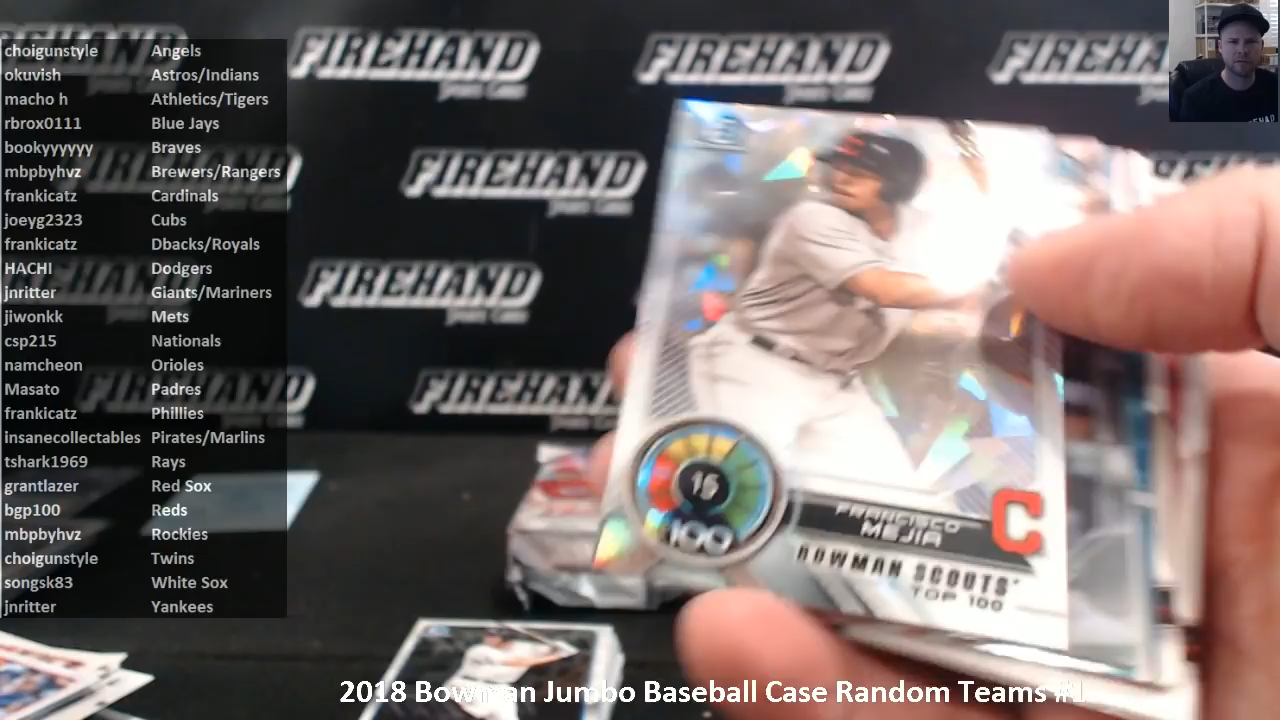 choigunstyle Angels
okuvish Astros/Indians
macho h Athletics/Tigers
rbrox0111 Blue Jays
bookyyyyyy Braves
mbpbyhvz Brewers/Rangers
frankicatz Cardinals
joeyg2323 Cubs
frankicatz Dbacks/Royals
HACHI Dodgers
jnritter Giants/Mariners
jiwonkk Mets
csp215 Nationals
namcheon Orioles
Masato Padres
frankicatz Phillies
insanecollectables Pirates/Marlins
tshark1969 Rays
grantlazer Red Sox
bgp100 Reds
mbpbyhvz Rockies
choigunstyle Twins
songsk83 White Sox
jnritter Yankees
FIREHAND
FIREHAND
FIREHAND
FIREHAND
FIREHAND
FIREHAND
FIREHAND
FIREHAND
C
15
100
FRANCISCO
MEJIA
BOWMAN SCOUTS'
TOP 100
C
2018 Bowman Jumbo Baseball Case Random Teams #1